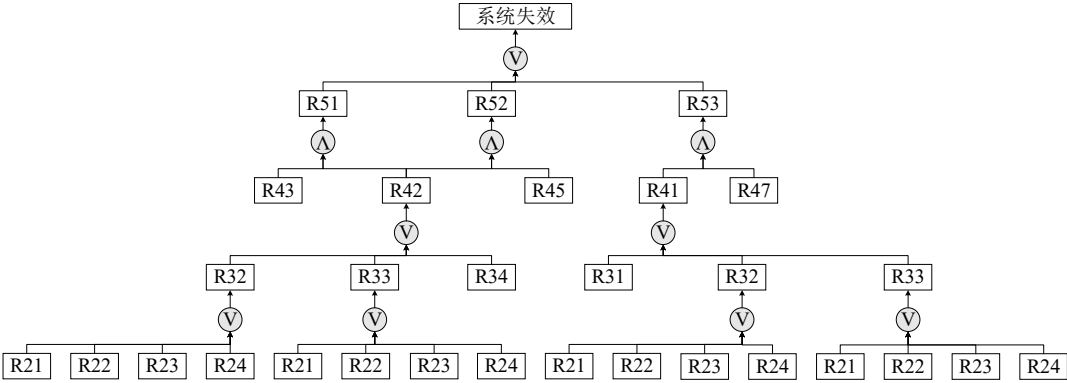 系统失效
V
R51 R52 R53
Λ Λ Λ
R43 R42 R45 R41 R47
V V
R32 R33 R34 R31 R32 R33
V V V V
R21 R22 R23 R24 R21 R22 R23 R24 R21 R22 R23 R24 R21 R22 R23 R24